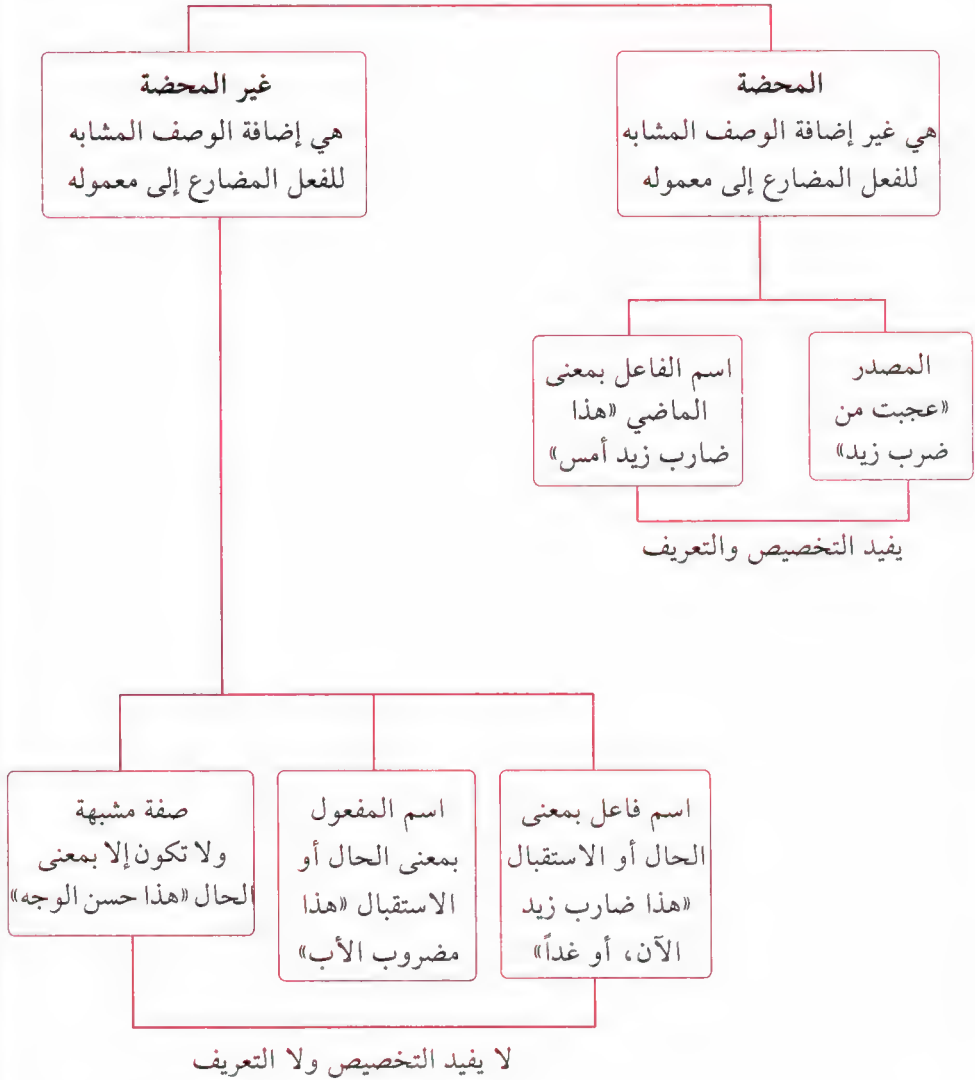 المحضة
هي غير إضافة الوصف المشابه
للفعل المضارع إلى معموله
غير المحضة
هي إضافة الوصف المشابه
للفعل المضارع إلى معموله
المصدر
«عجبت من
ضرب زيد»
اسم الفاعل بمعنى
الماضي «هذا
ضارب زيد أمس»
يفيد التخصيص والتعريف
اسم فاعل بمعنى
الحال أو الاستقبال
«هذا ضارب زيد
الآن، أو غداً»
اسم المفعول
بمعنى الحال أو
الاستقبال «هذا
مضروب الأب»
صفة مشبهة
ولا تكون إلا بمعنى
الحال «هذا حسن الوجه»
لا يفيد التخصيص ولا التعريف